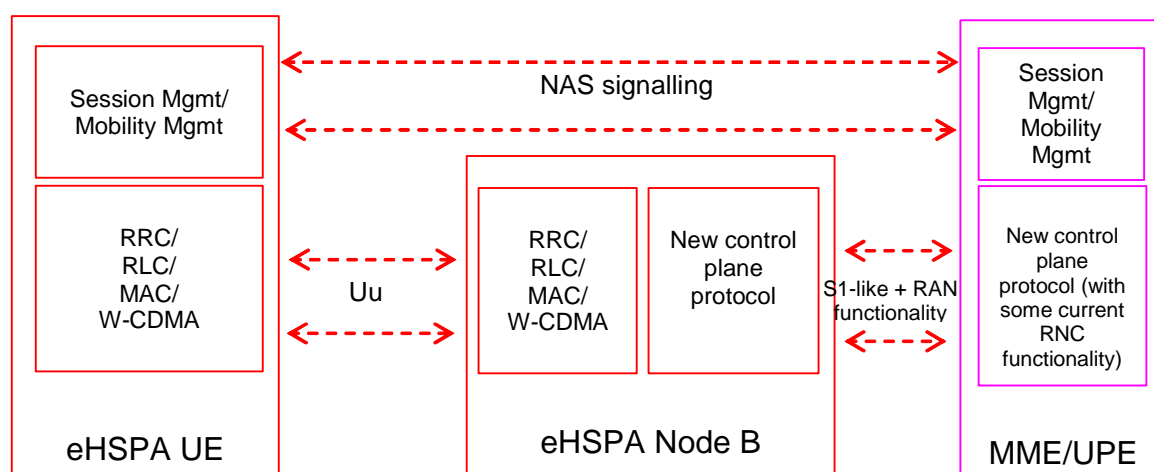 Session Mgmt/
Mobility Mgmt
RRC/
RLC/
MAC/
W-CDMA
eHSPA UE
NAS signalling
Uu
RRC/
RLC/
MAC/
W-CDMA
New control
plane
protocol
eHSPA Node B
S1-like + RAN
functionality
Session
Mgmt/
Mobility
Mgmt
New control
plane
protocol (with
some current
RNC
functionality)
MME/UPE